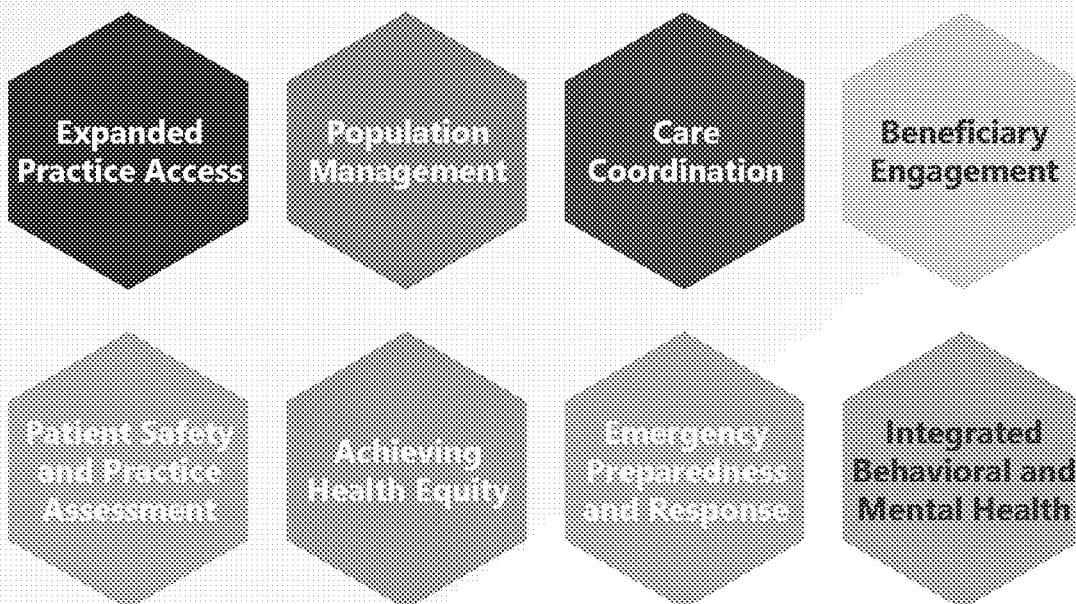 Expanded
Practice Access
Population
Management
Care
Coordination
Beneficiary
Engagement
Patient Safety
and Practice
Assessment
Achieving
Health Equity
Emergency
Preparedness
and Response
Integrated
Behavioral and
Mental Health